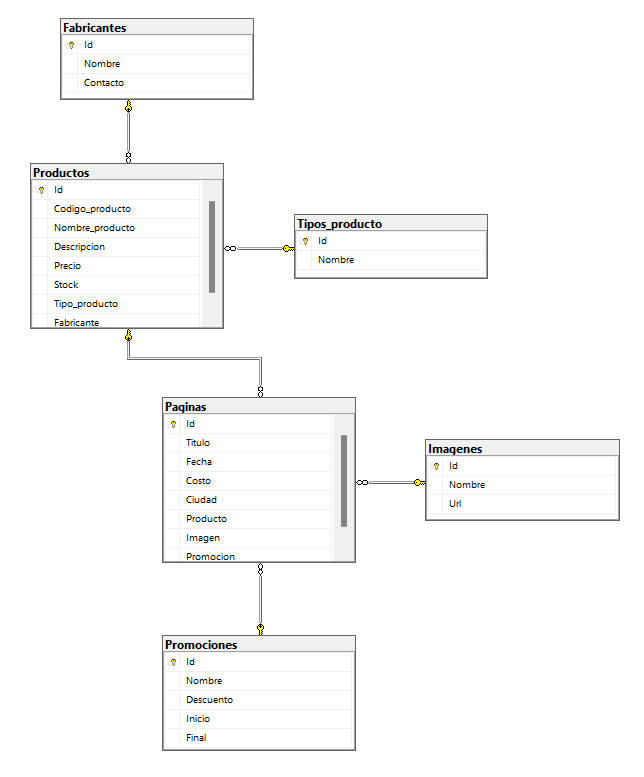 Fabricantes
Id
Nombre
Contacto
Productos
Id
Codigo_producto
Nombre_producto
Descripcion
Precio
Stock
Tipo_producto
Fabricante
Tipos_producto
Id
Nombre
Paginas
Id
Titulo
Fecha
Costo
Ciudad
Producto
Imagen
Promocion
Imagenes
Id
Nombre
Url
Promociones
Id
Nombre
Descuento
Inicio
Final